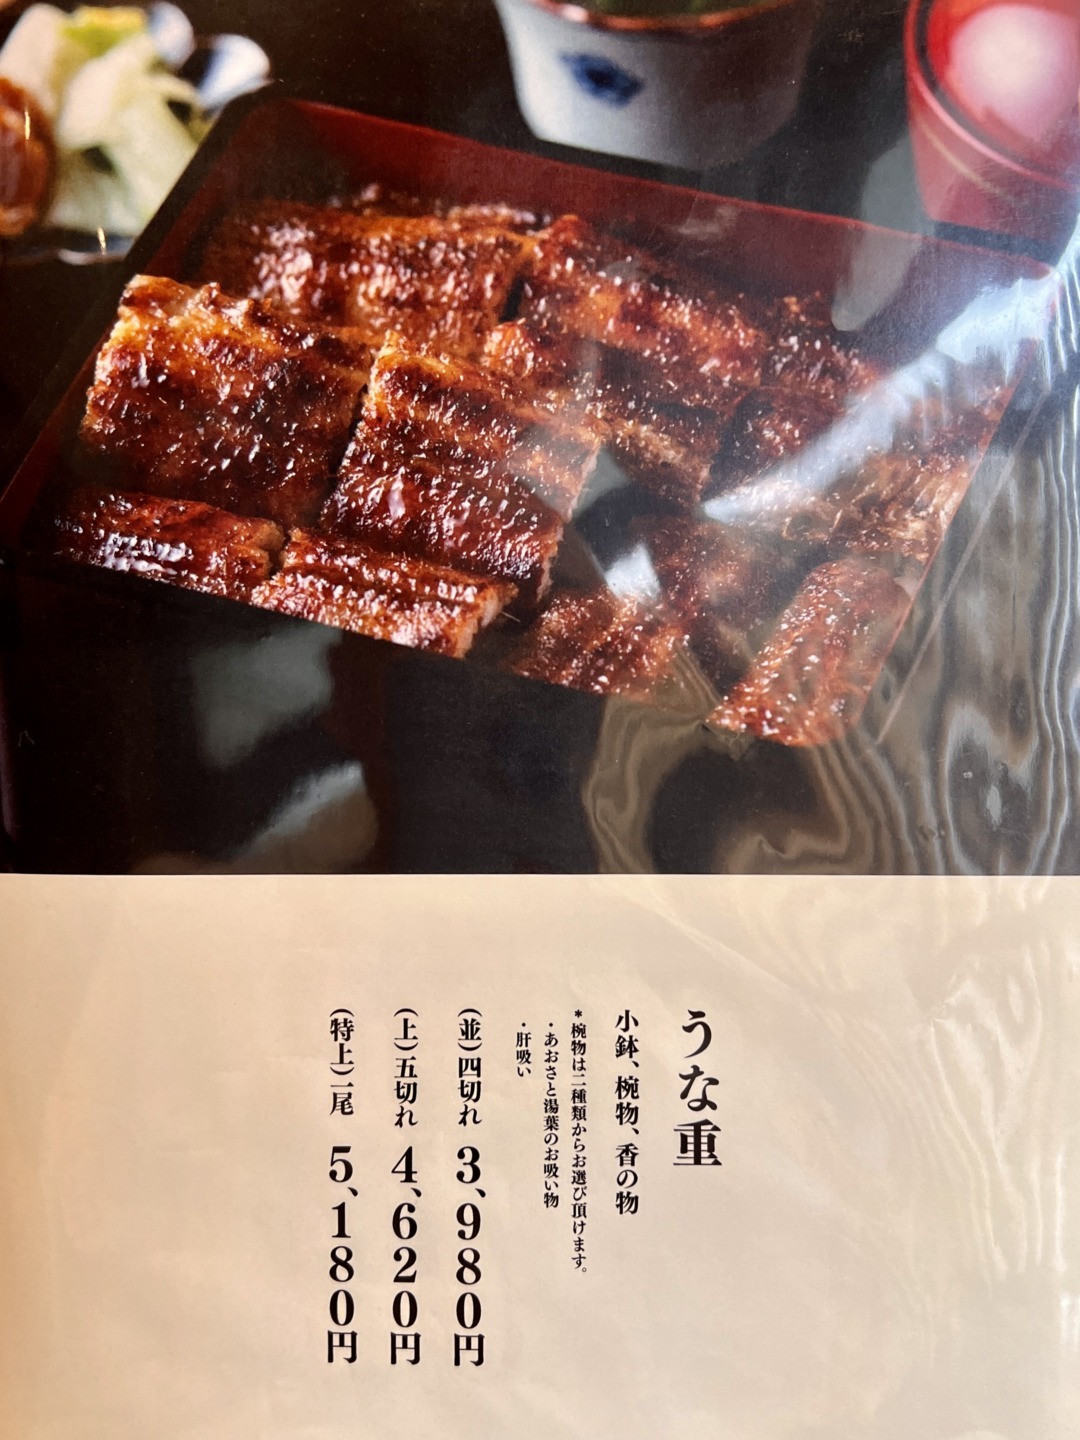 うな重
小鉢、椀物、香の物
*椀物は二種類からお選び頂けます。
・あおさと湯葉のお吸い物
・肝吸い
(並)四切れ 3、980円
(上)五切れ 4、620円
(特上)一尾 5、180円